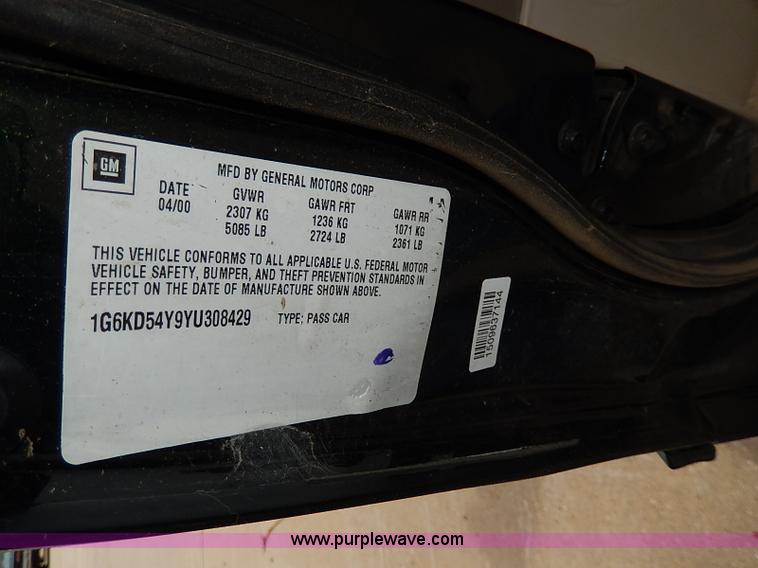 GM
MFD BY GENERAL MOTORS CORP
DATE GVWR GAWR FRT GAWR RR
04/00 2307 KG 1236 KG 1071 KG
5085 LB 2724 LB 2361 LB
THIS VEHICLE CONFORMS TO ALL APPLICABLE U.S. FEDERAL MOTOR
VEHICLE SAFETY, BUMPER, AND THEFT PREVENTION STANDARDS IN
EFFECT ON THE DATE OF MANUFACTURE SHOWN ABOVE.
1G6KD54Y9YU308429 TYPE: PASS CAR
1509637144
www.purplewave.com